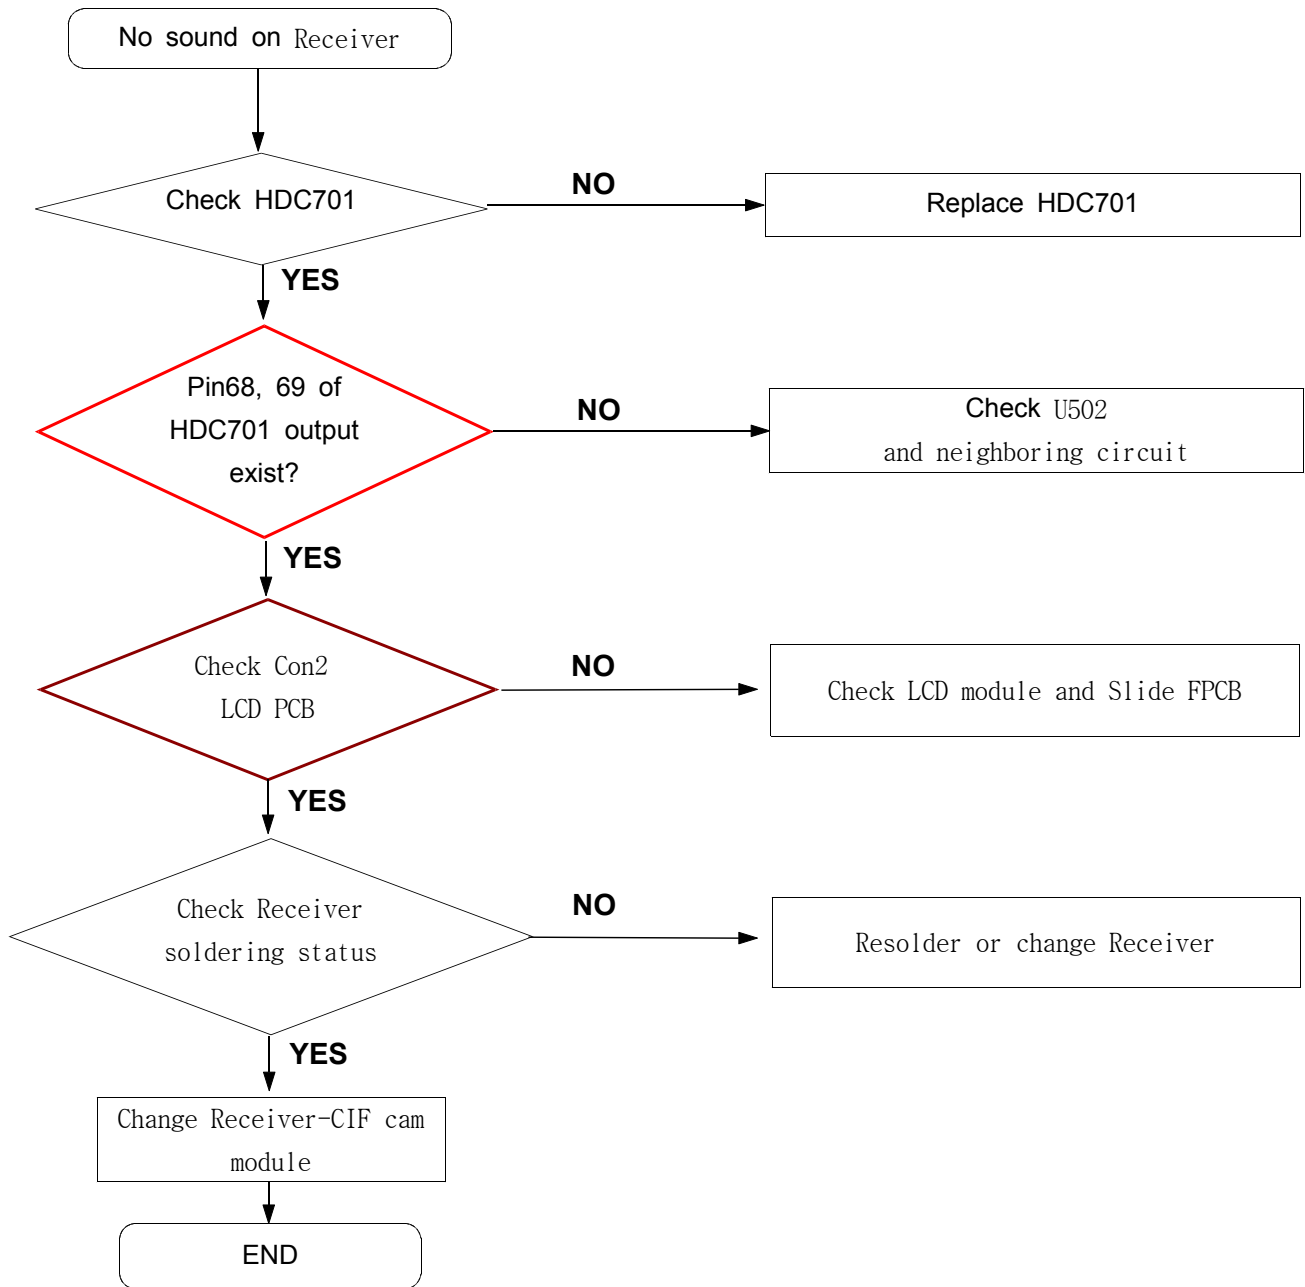 No sound on Receiver
Check HDC701
NO
Replace HDC701
YES
Pin68, 69 of
HDC701 output
exist?
NO
Check U502
and neighboring circuit
YES
Check Con2
LCD PCB
NO
Check LCD module and Slide FPCB
YES
Check Receiver
soldering status
NO
Resolder or change Receiver
YES
Change Receiver-CIF cam
module
END